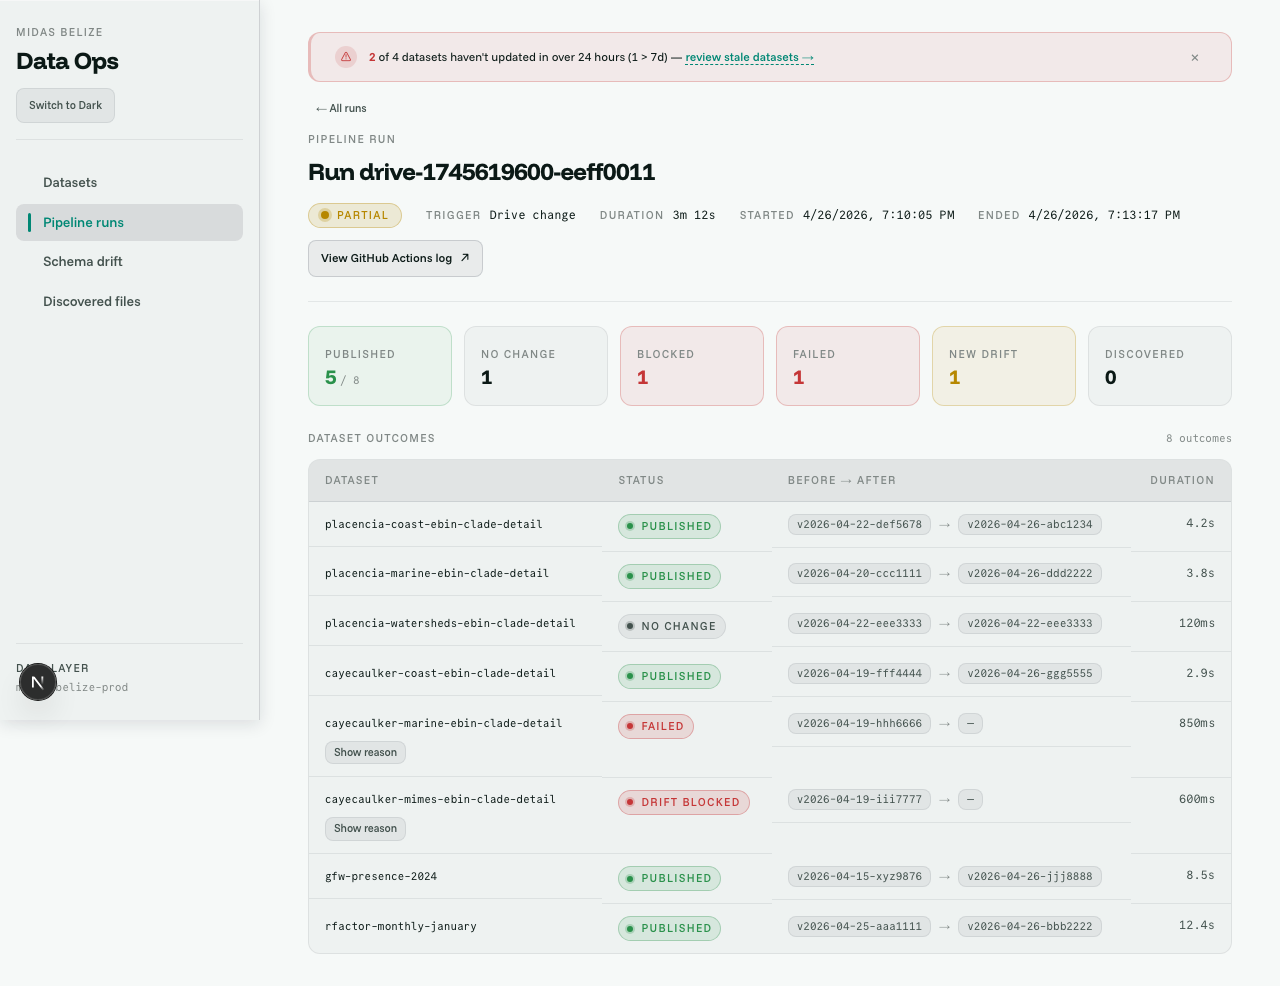 MIDAS BELIZE
Data Ops
Switch to Dark
Datasets
Pipeline runs
Schema drift
Discovered files
LAYER
belize-prod
N
2 of 4 datasets haven't updated in over 24 hours (1 > 7d) — review stale datasets → ×
← All runs
PIPELINE RUN
Run drive-1745619600-eeff0011
PARTIAL TRIGGER Drive change DURATION 3m 12s STARTED 4/26/2026, 7:10:05 PM ENDED 4/26/2026, 7:13:17 PM
View GitHub Actions log ↗
PUBLISHED NO CHANGE BLOCKED FAILED NEW DRIFT DISCOVERED
5 / 8 1 1 1 1 0
DATASET OUTCOMES 8 outcomes
DATASET STATUS BEFORE → AFTER DURATION
placencia-coast-ebin-clade-detail PUBLISHED v2026-04-22-def5678 → v2026-04-26-abc1234 4.2s
placencia-marine-ebin-clade-detail PUBLISHED v2026-04-20-ccc1111 → v2026-04-26-ddd2222 3.8s
placencia-watersheds-ebin-clade-detail NO CHANGE v2026-04-22-eee3333 → v2026-04-22-eee3333 120ms
cayecaulker-coast-ebin-clade-detail PUBLISHED v2026-04-19-fff4444 → v2026-04-26-ggg5555 2.9s
cayecaulker-marine-ebin-clade-detail FAILED v2026-04-19-hhh6666 → — 850ms
Show reason
cayecaulker-mimes-ebin-clade-detail DRIFT BLOCKED v2026-04-19-iii7777 → — 600ms
Show reason
gfw-presence-2024 PUBLISHED v2026-04-15-xyz9876 → v2026-04-26-jjj8888 8.5s
rfactor-monthly-january PUBLISHED v2026-04-25-aaa1111 → v2026-04-26-bbb2222 12.4s